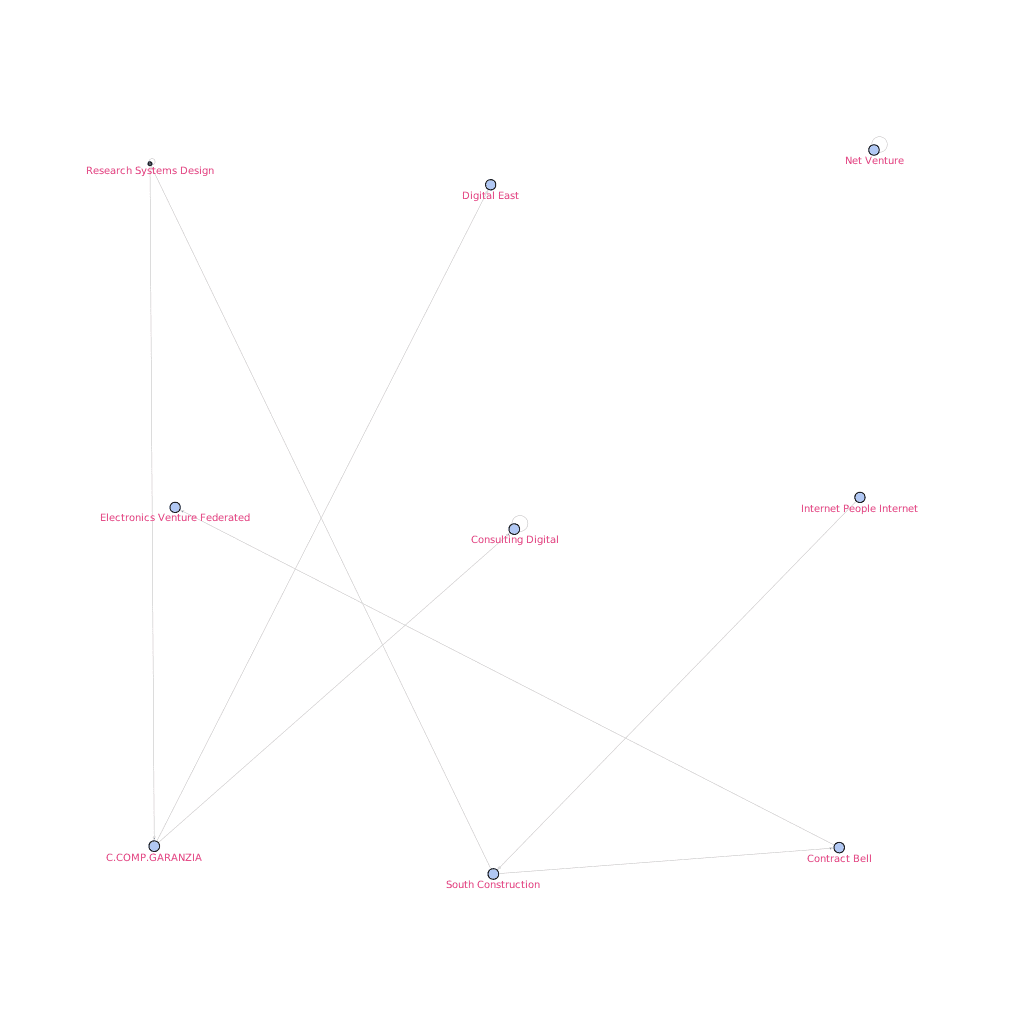 Net Venture
Research Systems Design
Digital East
Internet People Internet
Electronics Venture Federated
Consulting Digital
C.COMP.GARANZIA
Contract Bell
South Construction